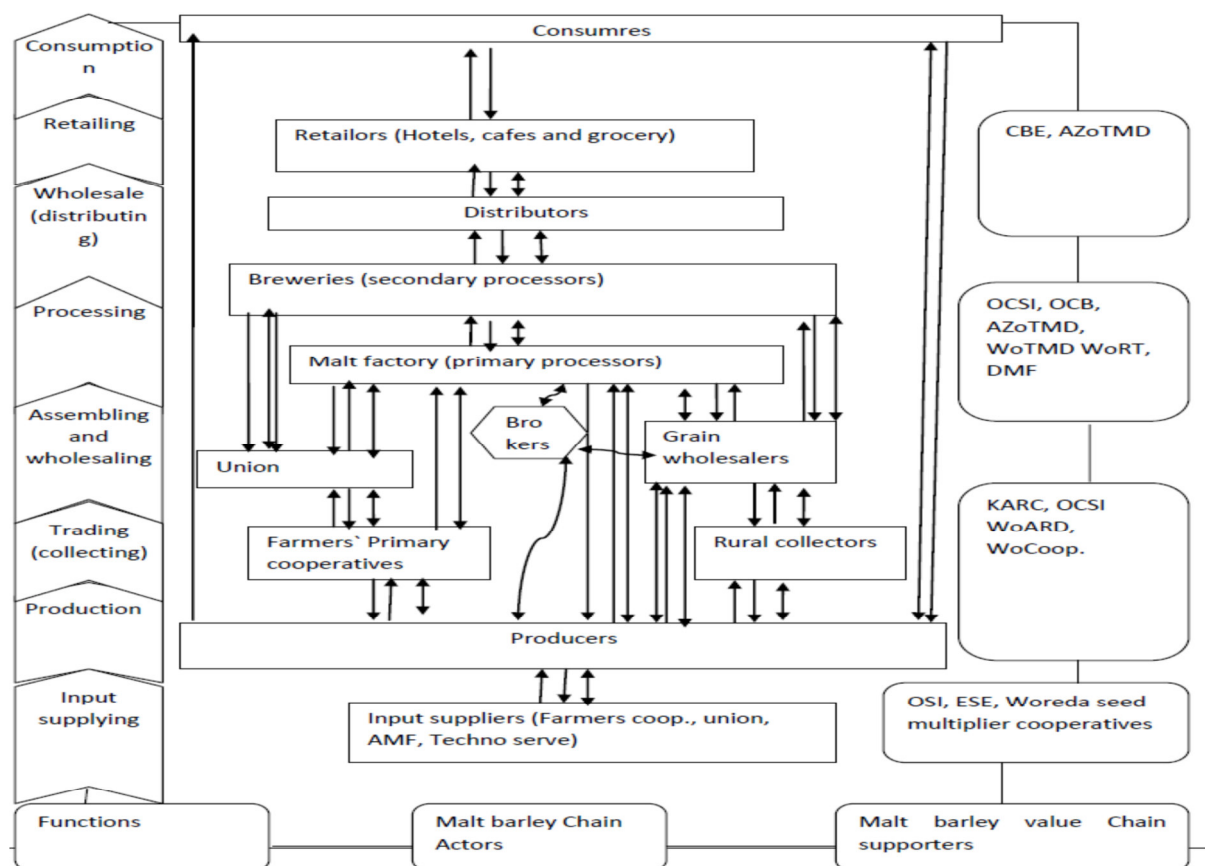 Consumptio
n
Retailing
Wholesale
(distributin
g)
Processing
Assembling
and
wholesaling
Trading
(collecting)
Production
Input
supplying
Functions
Consumres
Retailors (Hotels, cafes and grocery)
Distributors
Breweries (secondary processors)
Malt factory (primary processors)
Bro
kers
Grain
wholesalers
Union
Farmers` Primary
cooperatives
Rural collectors
Producers
Input suppliers (Farmers coop., union,
AMF, Techno serve)
Malt barley Chain
Actors
CBE, AZoTMD
OCSI, OCB,
AZoTMD,
WoTMD WoRT,
DMF
KARC, OCSI
WoARD,
WoCoop.
OSI, ESE, Woreda seed
multiplier cooperatives
Malt barley value Chain
supporters